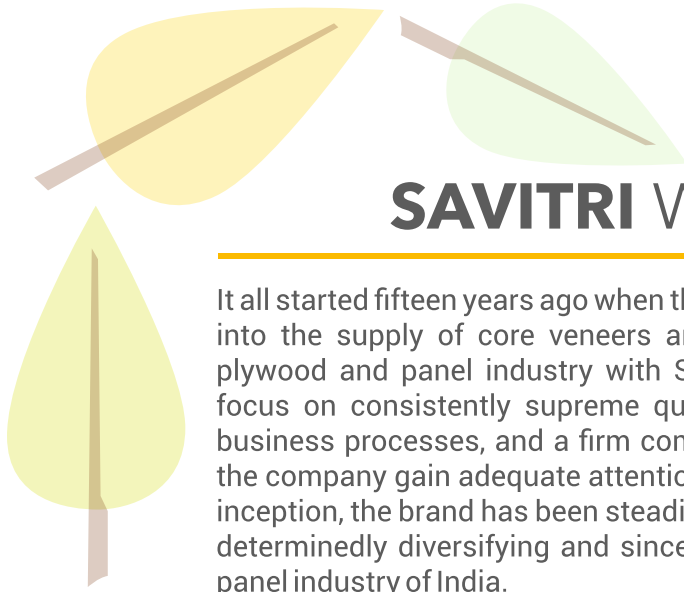 SAVITRI
It all started fifteen years ago when
into the supply of core veneers
plywood and panel industry with
focus on consistently supreme
business processes, and a firm
the company gain adequate
inception, the brand has been
determinedly diversifying and
panel industry of India.